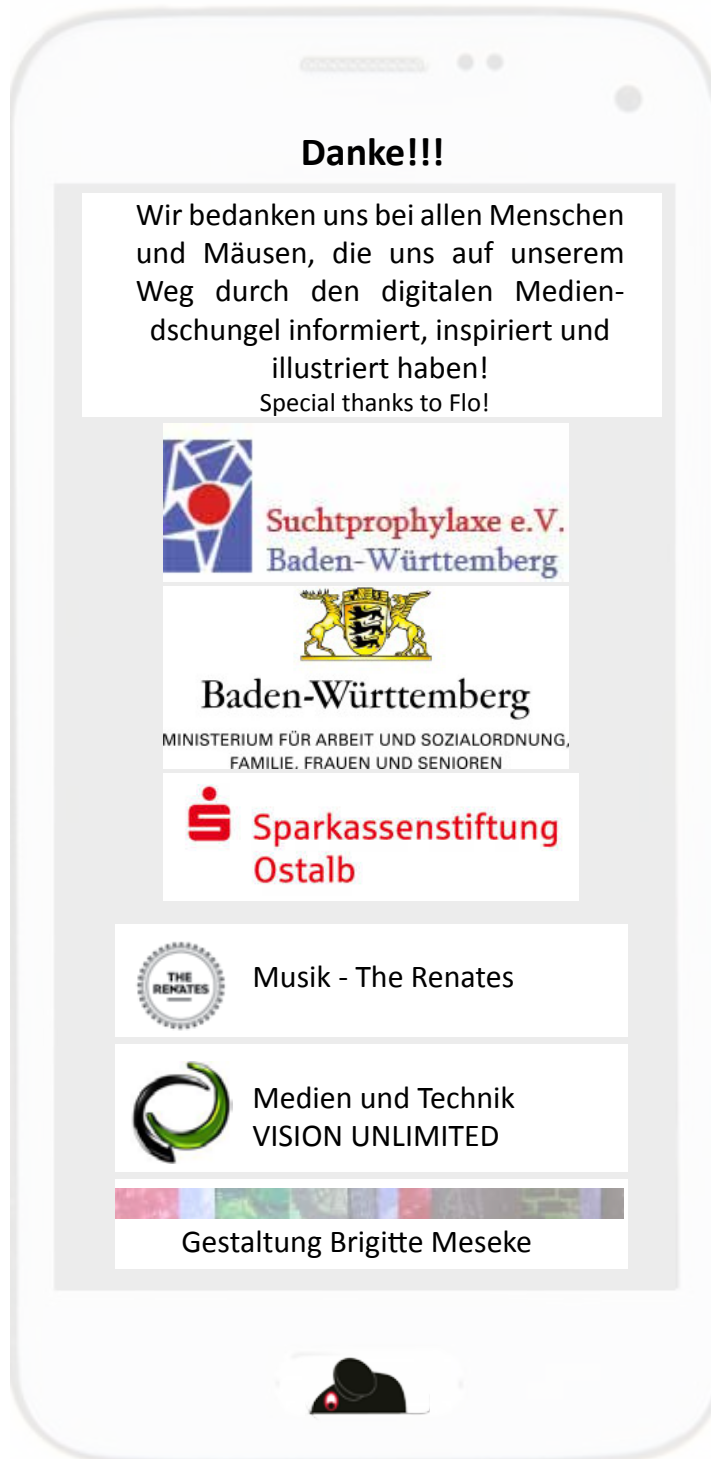 Danke!!!
Wir bedanken uns bei allen Menschen
und Mäusen, die uns auf unserem
Weg durch den digitalen Medien-
dschungel informiert, inspiriert und
illustriert haben!
Special thanks to Flo!
Suchtprophylaxe e.V.
Baden-Württemberg
Baden-Württemberg
MINISTERIUM FÜR ARBEIT UND SOZIALORDNUNG,
FAMILIE, FRAUEN UND SENIOREN
Sparkassenstiftung
Ostalb
THE
RENATES
Musik - The Renates
Medien und Technik
VISION UNLIMITED
Gestaltung Brigitte Meseke